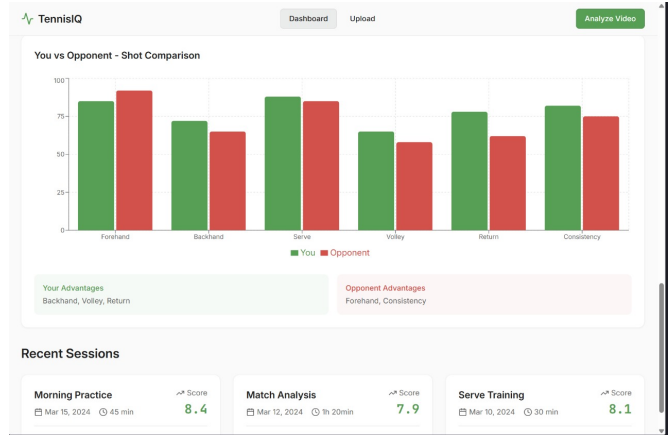 TennisIQ
Dashboard
Upload
Analyze Video
You vs Opponent - Shot Comparison
100
75
50
25
0
Forehand
Backhand
Serve
Volley
Return
Consistency
You
Opponent
Your Advantages
Backhand, Volley, Return
Opponent Advantages
Forehand, Consistency
Recent Sessions
Morning Practice
Score
Mar 15, 2024
45 min
8.4
Match Analysis
Score
Mar 12, 2024
1h 20min
7.9
Serve Training
Score
Mar 10, 2024
30 min
8.1